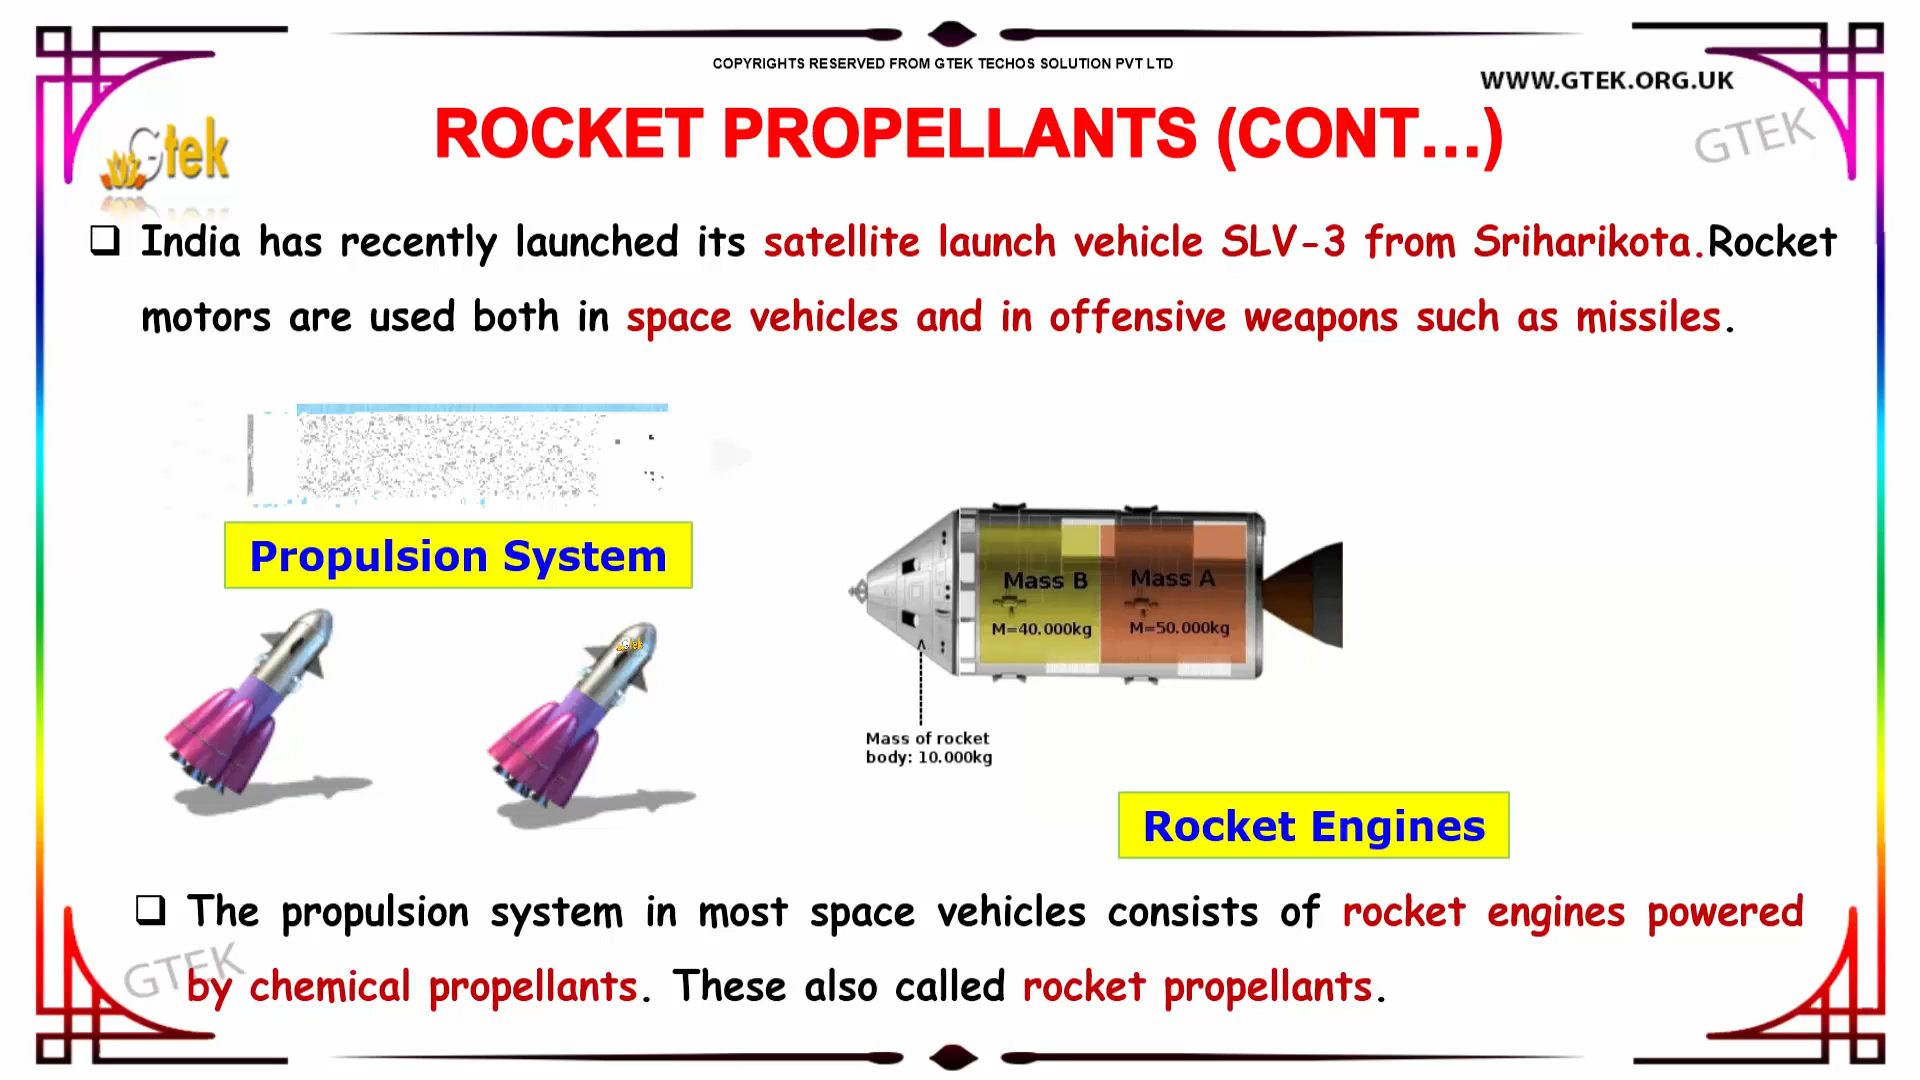 COPYRIGHTS RESERVED FROM GTEK TECHOS SOLUTION PVT LTD
WWW.GTEK.ORG.UK
Gtek
ROCKET PROPELLANTS (CONT...)
GTEK
India has recently launched its satellite launch vehicle SLV-3 from Sriharikota.Rocket
motors are used both in space vehicles and in offensive weapons such as missiles.
Propulsion System
Gtek
Mass B
Mass A
M=40.000kg
M=50.000kg
Mass of rocket
body: 10.000kg
Rocket Engines
The propulsion system in most space vehicles consists of rocket engines powered
by chemical propellants. These also called rocket propellants.
GTEK